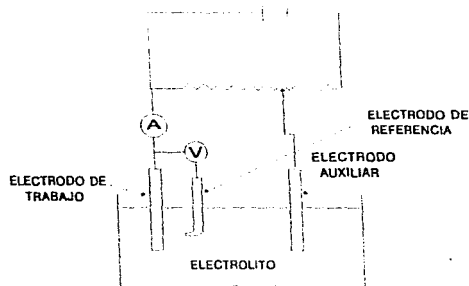 A
V
ELECTRODO DE
REFERENCIA
ELECTRODO
AUXILIAR
ELECTRODO DE
TRABAJO
ELECTROLITO